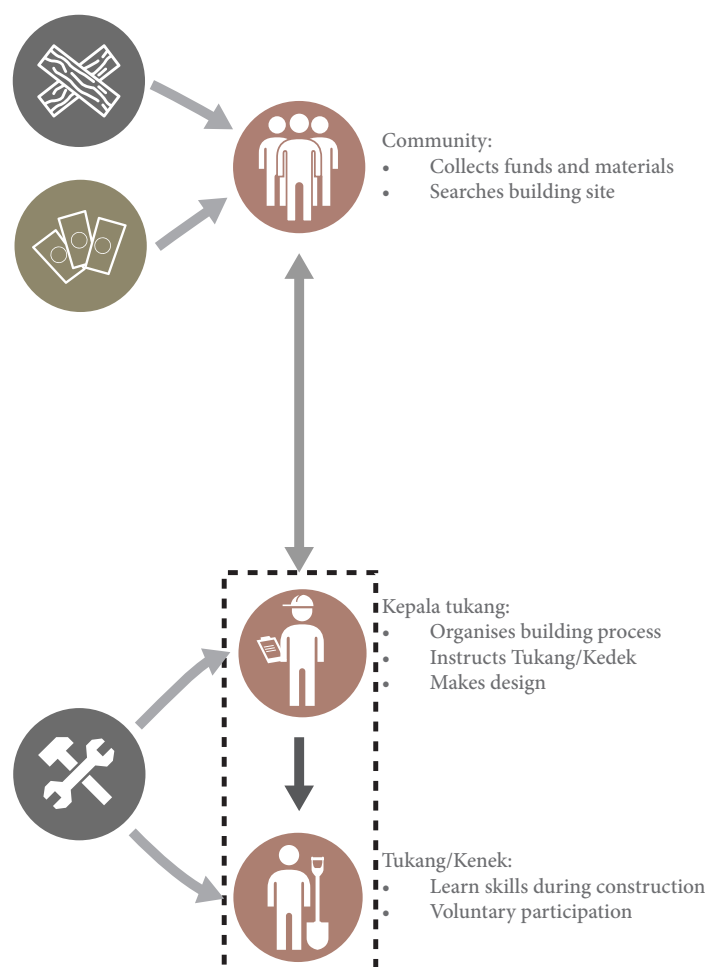 Community:
• Collects funds and materials
• Searches building site
Kepala tukang:
• Organises building process
• Instructs Tukang/Kedek
• Makes design
Tukang/Kenek:
• Learn skills during construction
• Voluntary participation